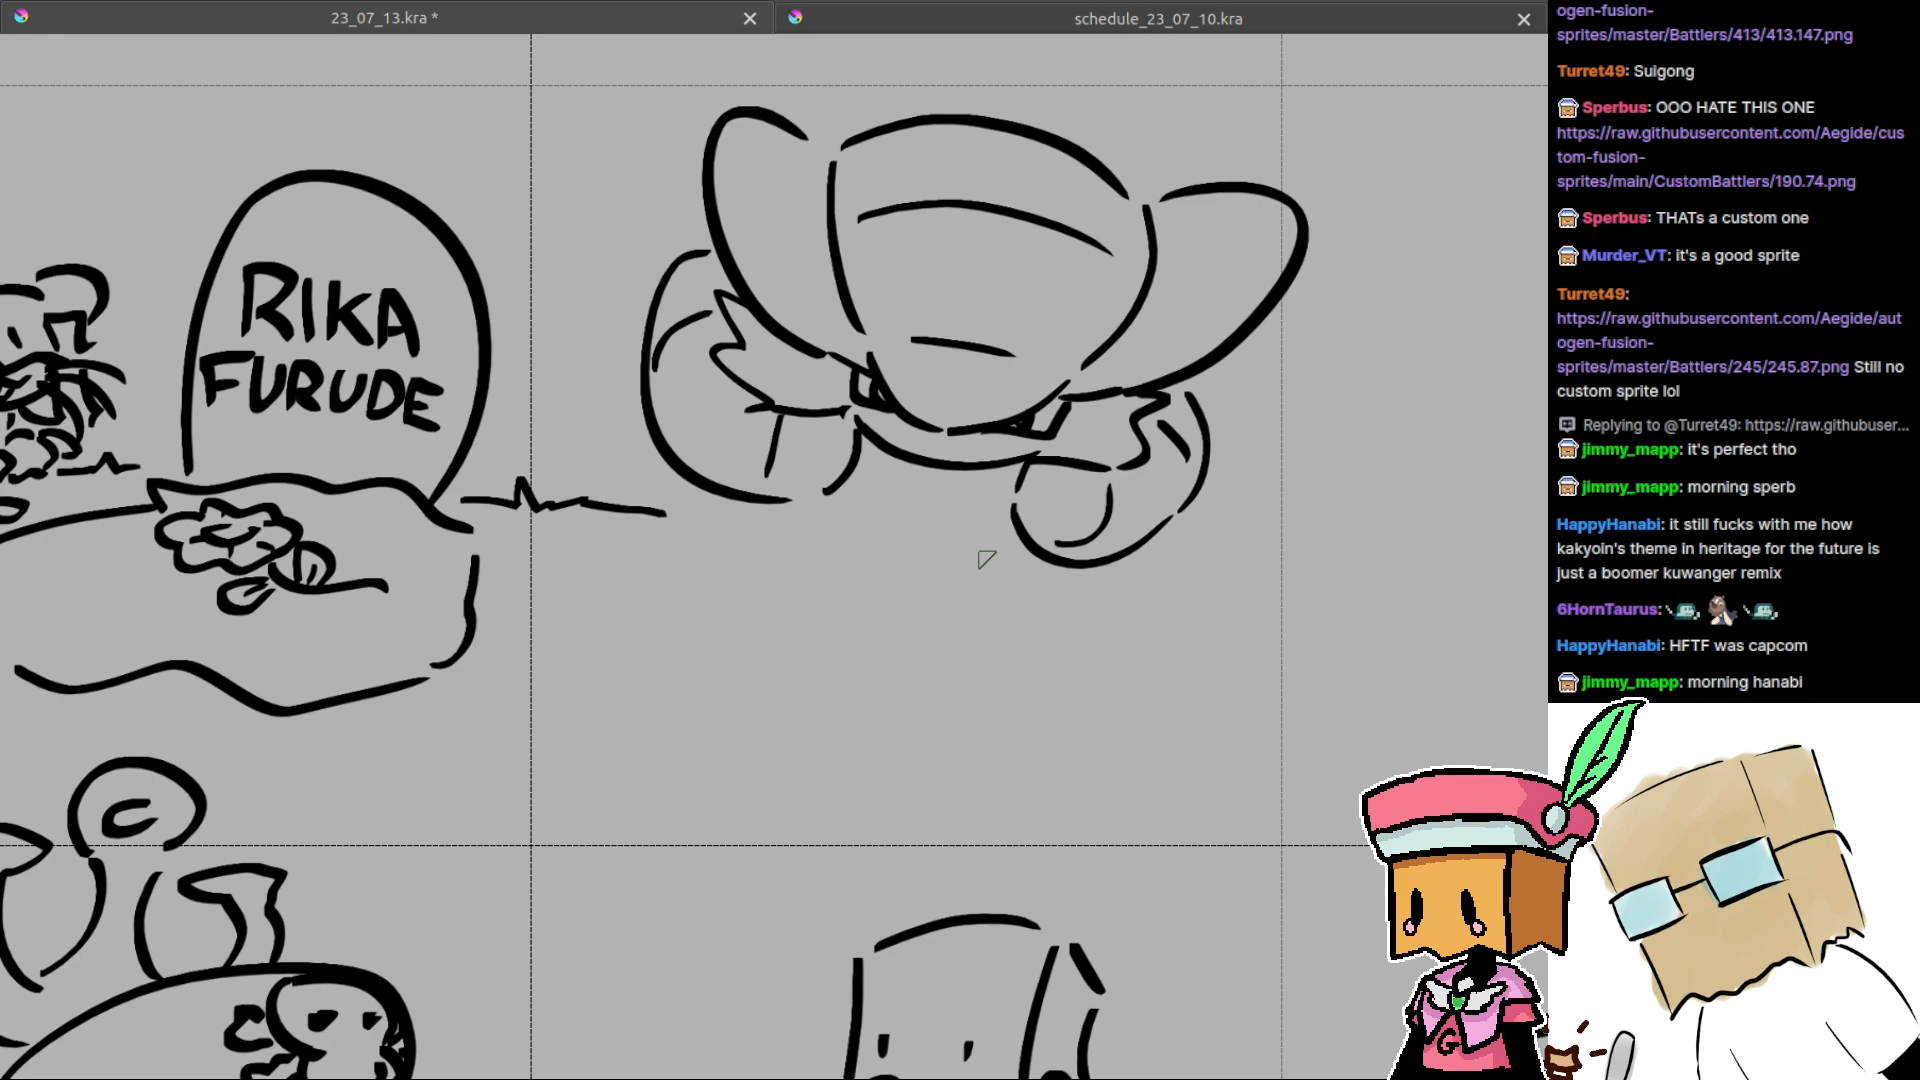 23_07_13.kra *
schedule_23_07_10.kra
RIKA
FURUDE
ogen-fusion-
sprites/master/Battlers/413/413.147.png
Turret49: Suigong
Sperbus: OOO HATE THIS ONE
https://raw.githubusercontent.com/Aegide/cus
tom-fusion-
sprites/main/CustomBattlers/190.74.png
Sperbus: THATs a custom one
Murder_VT: it's a good sprite
Turret49:
https://raw.githubusercontent.com/Aegide/aut
ogen-fusion-
sprites/master/Battlers/245/245.87.png Still no
custom sprite lol
Replying to @Turret49: https://raw.githubuser...
jimmy_mapp: it's perfect tho
jimmy_mapp: morning sperb
HappyHanabi: it still fucks with me how
kakyoin's theme in heritage for the future is
just a boomer kuwanger remix
6HornTaurus:
HappyHanabi: HFTF was capcom
jimmy_mapp: morning hanabi
G